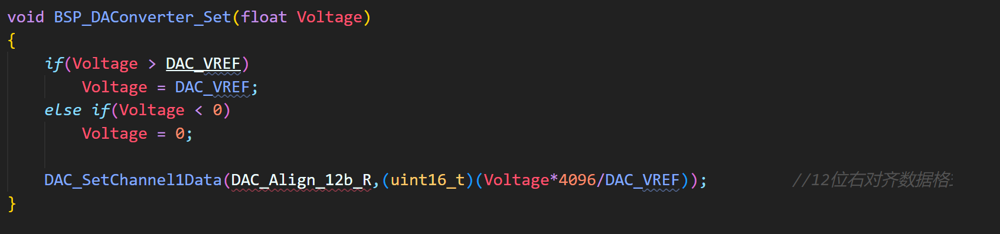 void BSP_DAConverter_Set(float Voltage)
{
if(Voltage > DAC_VREF)
Voltage = DAC_VREF;
else if(Voltage < 0)
Voltage = 0;
DAC_SetChannel1Data(DAC_Align_12b_R,(uint16_t)(Voltage*4096/DAC_VREF)); //12位右对齐数据格
}